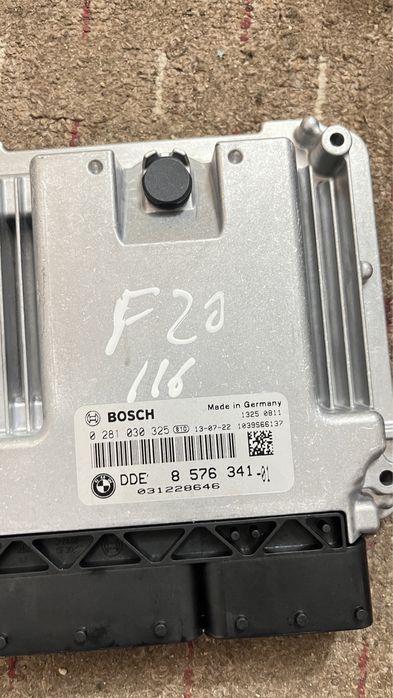 F20
116
BOSCH
Made in Germany
1325 0811
0 281 030 325 BTG 13-07-22 1039S66137
DDE 8 576 341-01
031228646